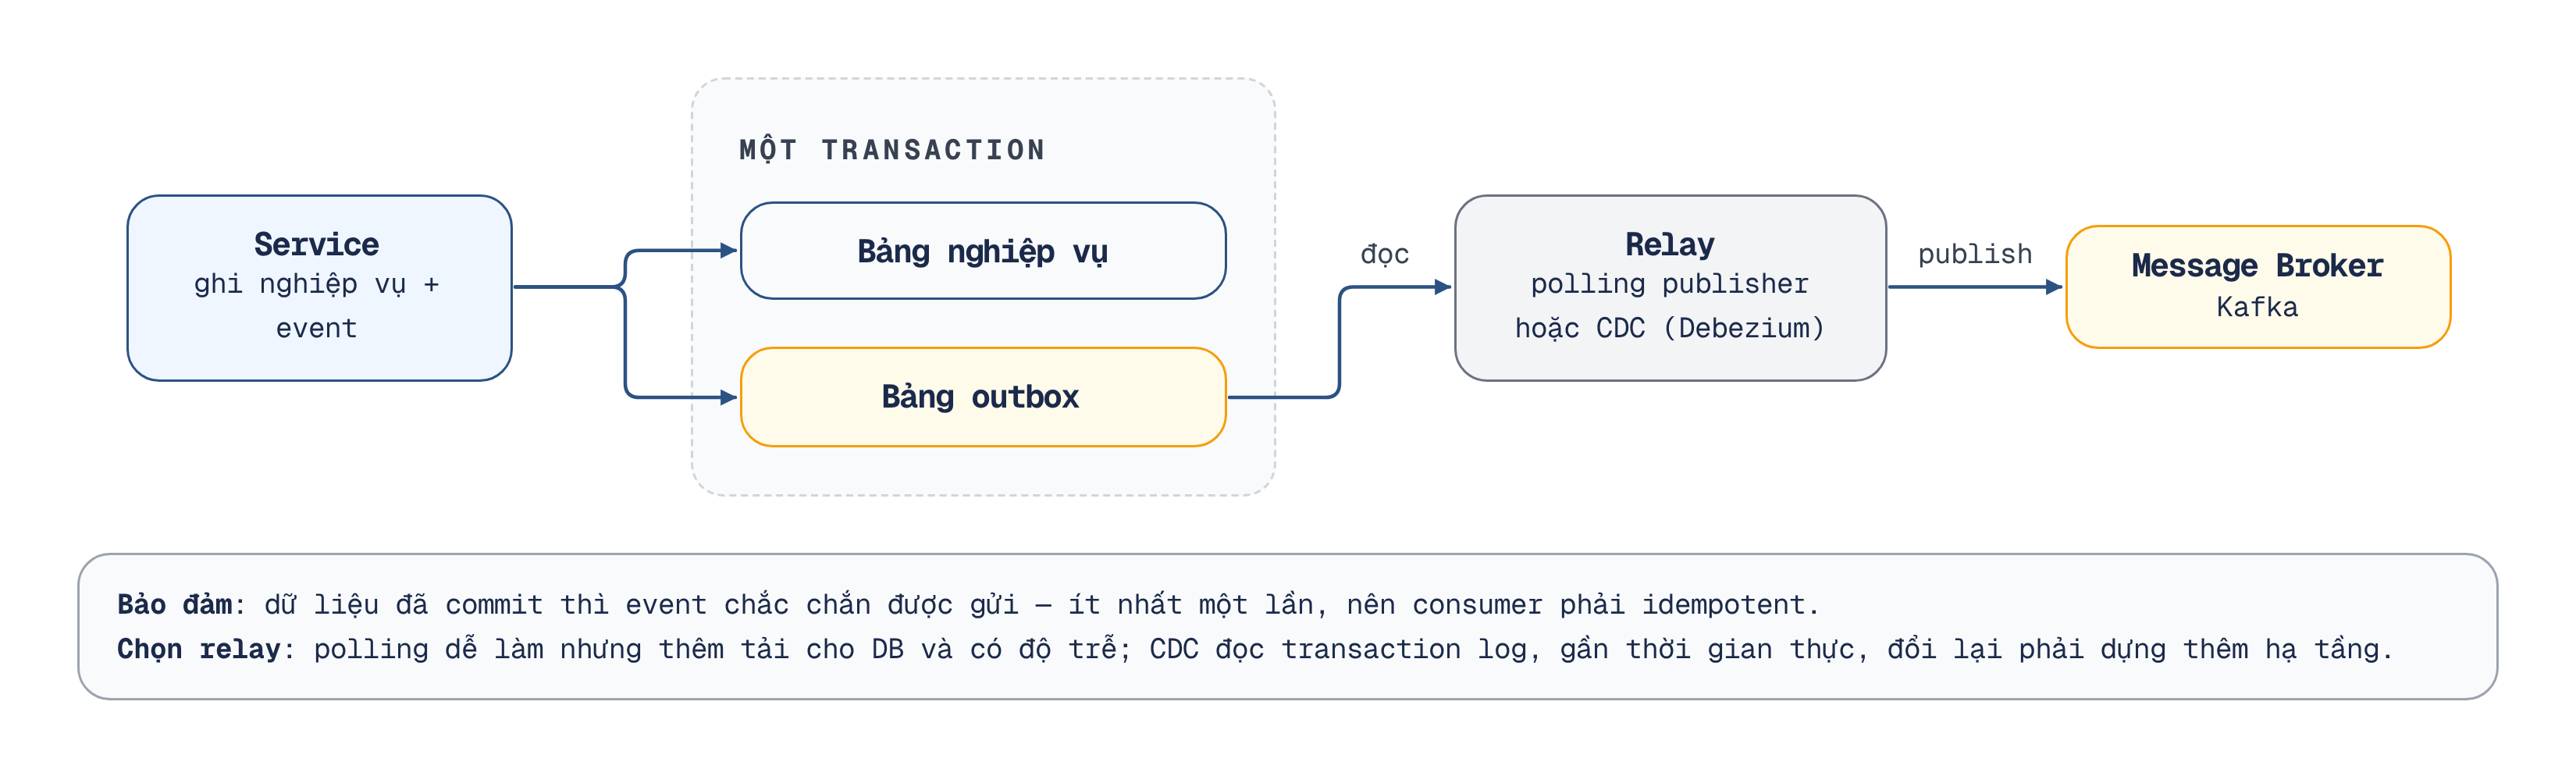 MỘT TRANSACTION
Service
ghi nghiệp vụ +
event
Bảng nghiệp vụ
Bảng outbox
đọc
Relay
polling publisher
hoặc CDC (Debezium)
publish
Message Broker
Kafka
Bảo đảm: dữ liệu đã commit thì event chắc chắn được gửi — ít nhất một lần, nên consumer phải idempotent.
Chọn relay: polling dễ làm nhưng thêm tải cho DB và có độ trễ; CDC đọc transaction log, gần thời gian thực, đổi lại phải dựng thêm hạ tầng.